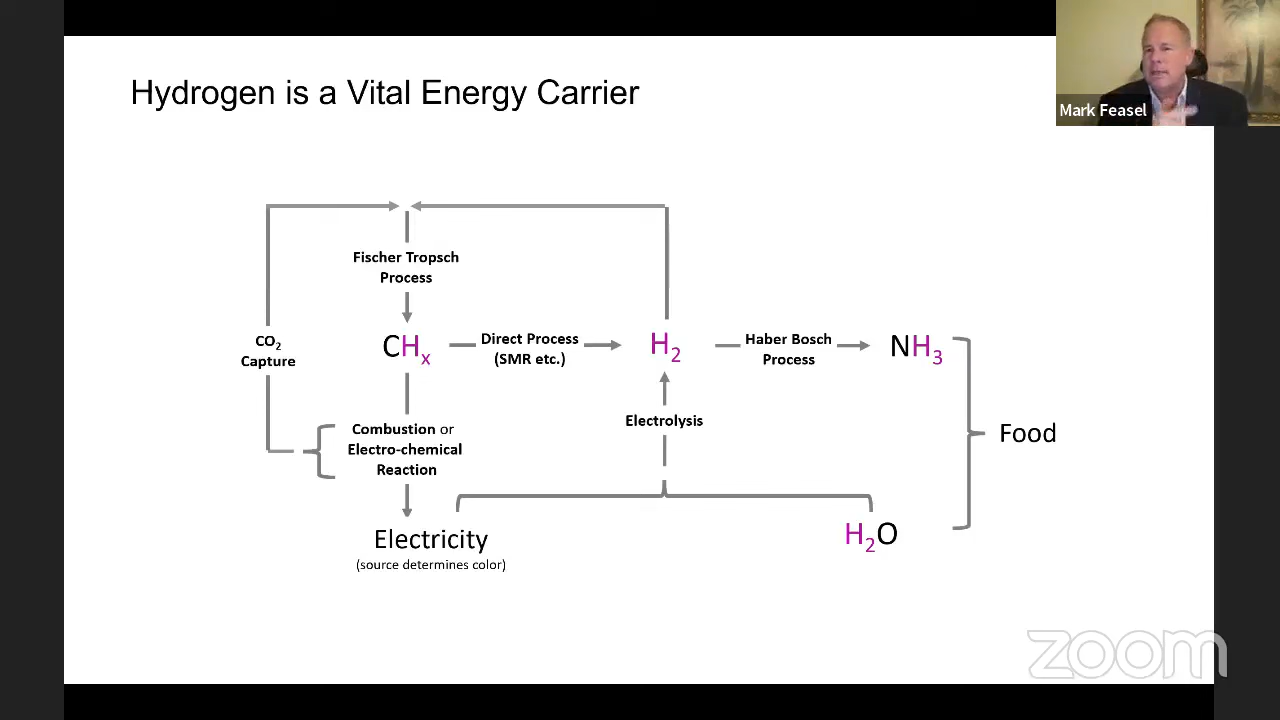 Hydrogen is a Vital Energy Carrier
Mark Feasel
Fischer Tropsch
Process
CO₂
Capture
CHₓ
Direct Process
(SMR etc.)
H₂
Haber Bosch
Process
NH₃
Electrolysis
Combustion or
Electro-chemical
Reaction
Food
Electricity
(source determines color)
H₂O
zoom